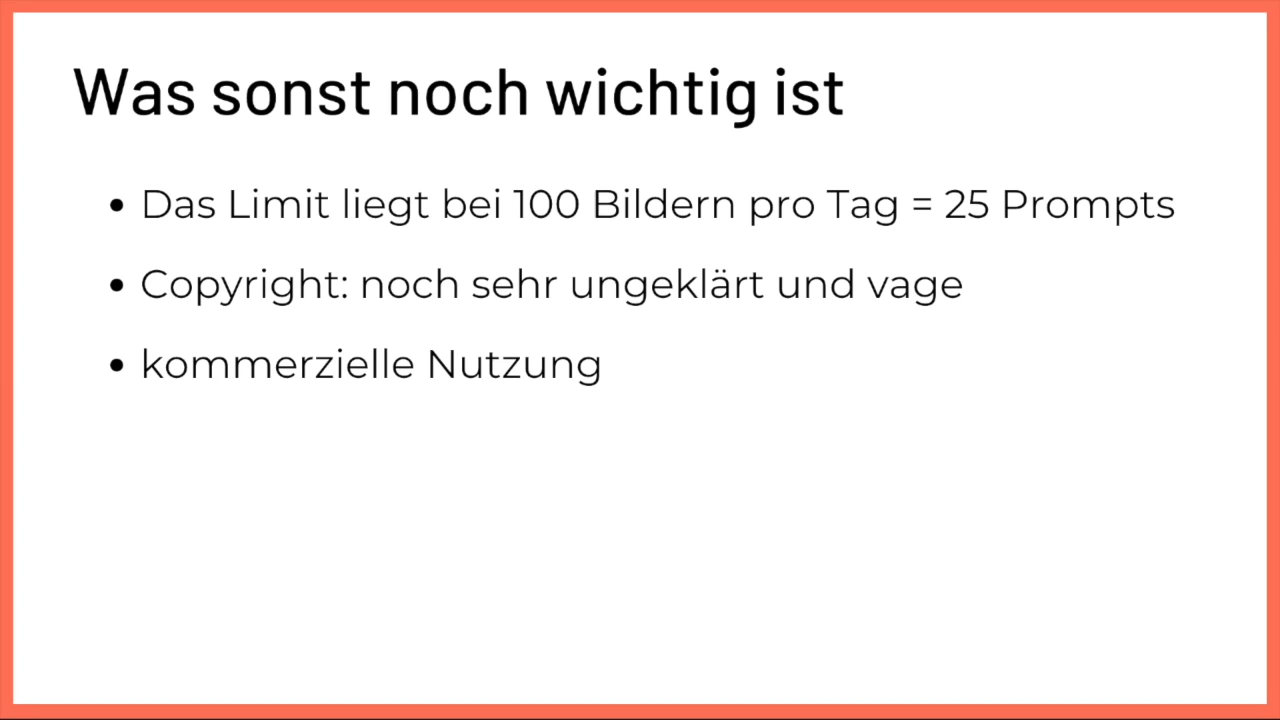 Was sonst noch wichtig ist
• Das Limit liegt bei 100 Bildern pro Tag = 25 Prompts
• Copyright: noch sehr ungeklärt und vage
• kommerzielle Nutzung